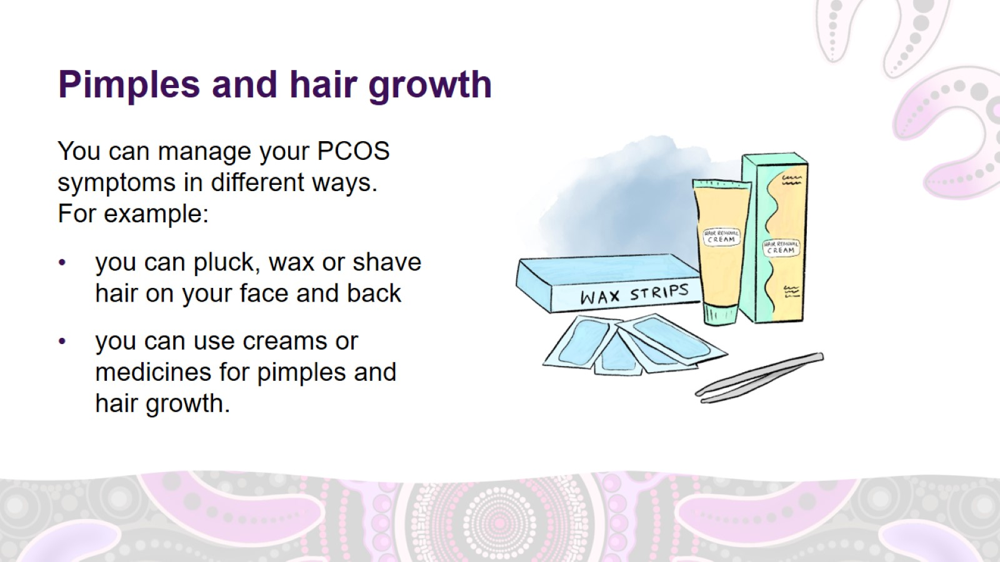 Pimples and hair growth
You can manage your PCOS
symptoms in different ways.
For example:
• you can pluck, wax or shave
hair on your face and back
• you can use creams or
medicines for pimples and
hair growth.
WAX STRIPS
HAIR REMOVAL
CREAM
HAIR REMOVAL
CREAM